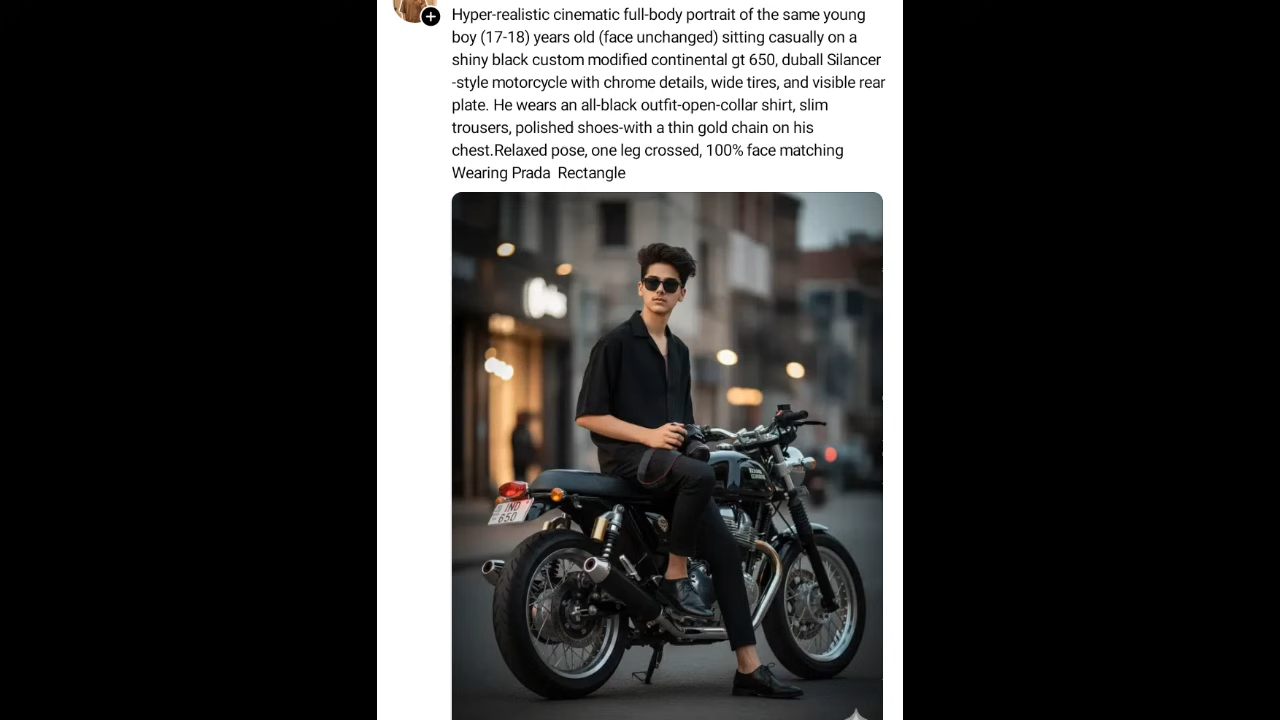 Hyper-realistic cinematic full-body portrait of the same young
boy (17-18) years old (face unchanged) sitting casually on a
shiny black custom modified continental gt 650, duball Silancer
-style motorcycle with chrome details, wide tires, and visible rear
plate. He wears an all-black outfit-open-collar shirt, slim
trousers, polished shoes-with a thin gold chain on his
chest.Relaxed pose, one leg crossed, 100% face matching
Wearing Prada  Rectangle
IND
650